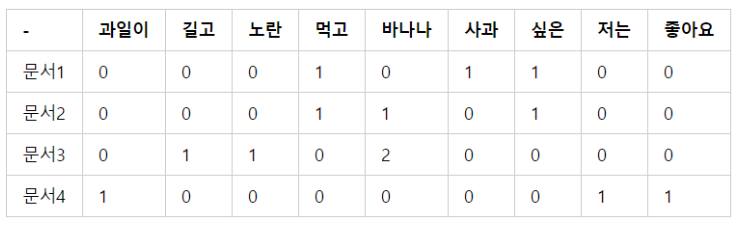 - 과일이 길고 노란 먹고 바나나 사과 싶은 저는 좋아요
문서1 0 0 0 1 0 1 1 0 0
문서2 0 0 0 1 1 0 1 0 0
문서3 0 1 1 0 2 0 0 0 0
문서4 1 0 0 0 0 0 0 1 1